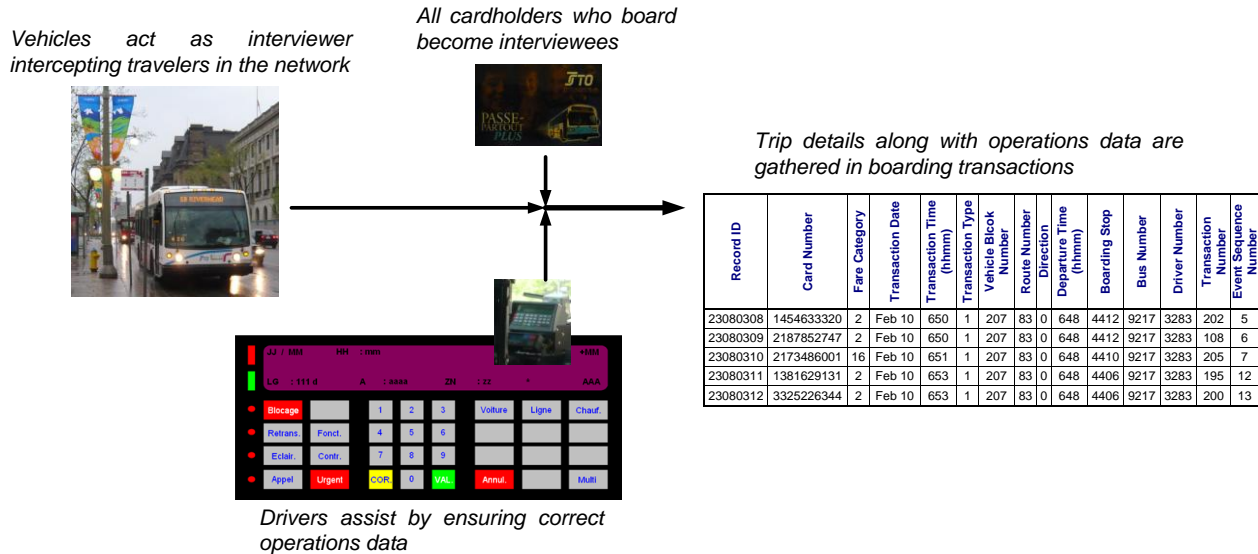 Vehicles act as interviewer
intercepting travelers in the network
All cardholders who board
become interviewees
STO
PASSE-
PARTOUT
PLUS
Trip details along with operations data are
gathered in boarding transactions
Record ID Card Number Fare Category Transaction Date Transaction Time (hhmm) Transaction Type Vehicle Blcok Number Route Number Direction Departure Time (hhmm) Boarding Stop Bus Number Driver Number Transaction Number Event Sequence Number
23080308 1454633320 2 Feb 10 650 1 207 83 0 648 4412 9217 3283 202 5
23080309 2187852747 2 Feb 10 650 1 207 83 0 648 4412 9217 3283 108 6
23080310 2173486001 16 Feb 10 651 1 207 83 0 648 4410 9217 3283 205 7
23080311 1381629131 2 Feb 10 653 1 207 83 0 648 4406 9217 3283 195 12
23080312 3325226344 2 Feb 10 653 1 207 83 0 648 4406 9217 3283 200 13
JJ / MM HH : mm +MM
LG : 111 d A : aaaa ZN : zz AAA
Blocage 1 2 3 Voiture Ligne Chauf.
Retrans. Fonct. 4 5 6
Eclair. Contr. 7 8 9
Appel Urgent COR. 0 VAL. Annul. Multi
Drivers assist by ensuring correct
operations data